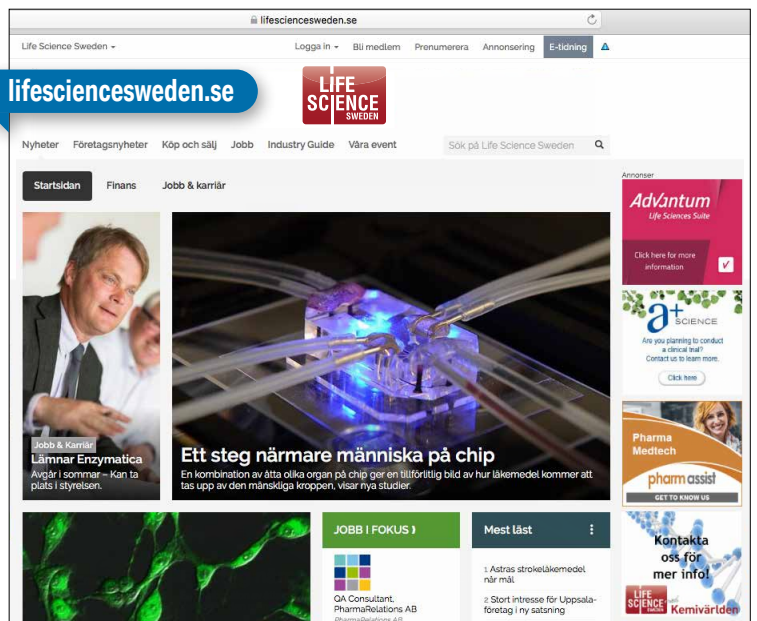 lifesciencesweden.se
Life Science Sweden
Logga in
Bli medlem
Prenumerera
Annonsering
E-tidning
lifesciencesweden.se
LIFE
SCIENCE
SWEDEN
Nyheter
Företagsnyheter
Köp och sälj
Jobb
Industry Guide
Våra event
Sök på Life Science Sweden
Startsidan
Finans
Jobb & karriär
Jobb & Karriär
Lämnar Enzymatica
Avgår i sommar – Kan ta
plats i styrelsen.
Ett steg närmare människa på chip
En kombination av åtta olika organ på chip ger en tillförlitlig bild av hur läkemedel kommer att
tas upp av den mänskliga kroppen, visar nya studier.
Annonser
Advantum
Life Sciences Suite
Click here for more
information
a+
SCIENCE
Are you planning to conduct
a clinical trial?
Contact us to learn more.
Click here
Pharma
Medtech
pharm assist
GET TO KNOW US
Kontakta
oss för
mer info!
LIFE
SCIENCE
SWEDEN
med
Kemivärlden
JOBB I FOKUS
QA Consultant,
PharmaRelations AB
PharmaRelations AB
Mest läst
1 Astras strokeläkemedel
når mål
2 Stort intresse för Uppsala-
företag i ny satsning